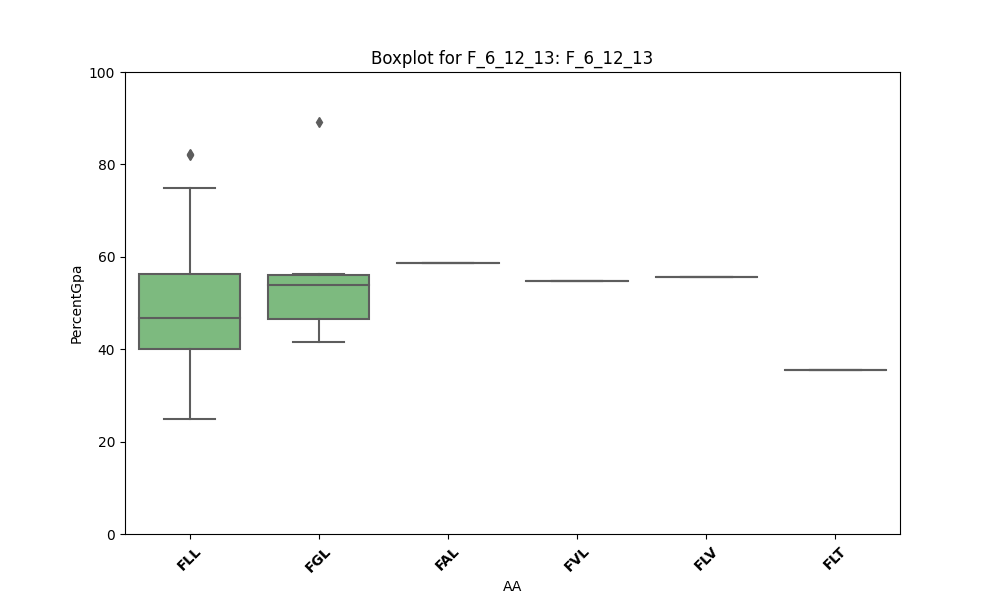 Boxplot for F_6_12_13: F_6_12_13
100
80
60
40
20
0
PercentGpa
FLL
FGL
FAL
FVL
FLV
FLT
AA